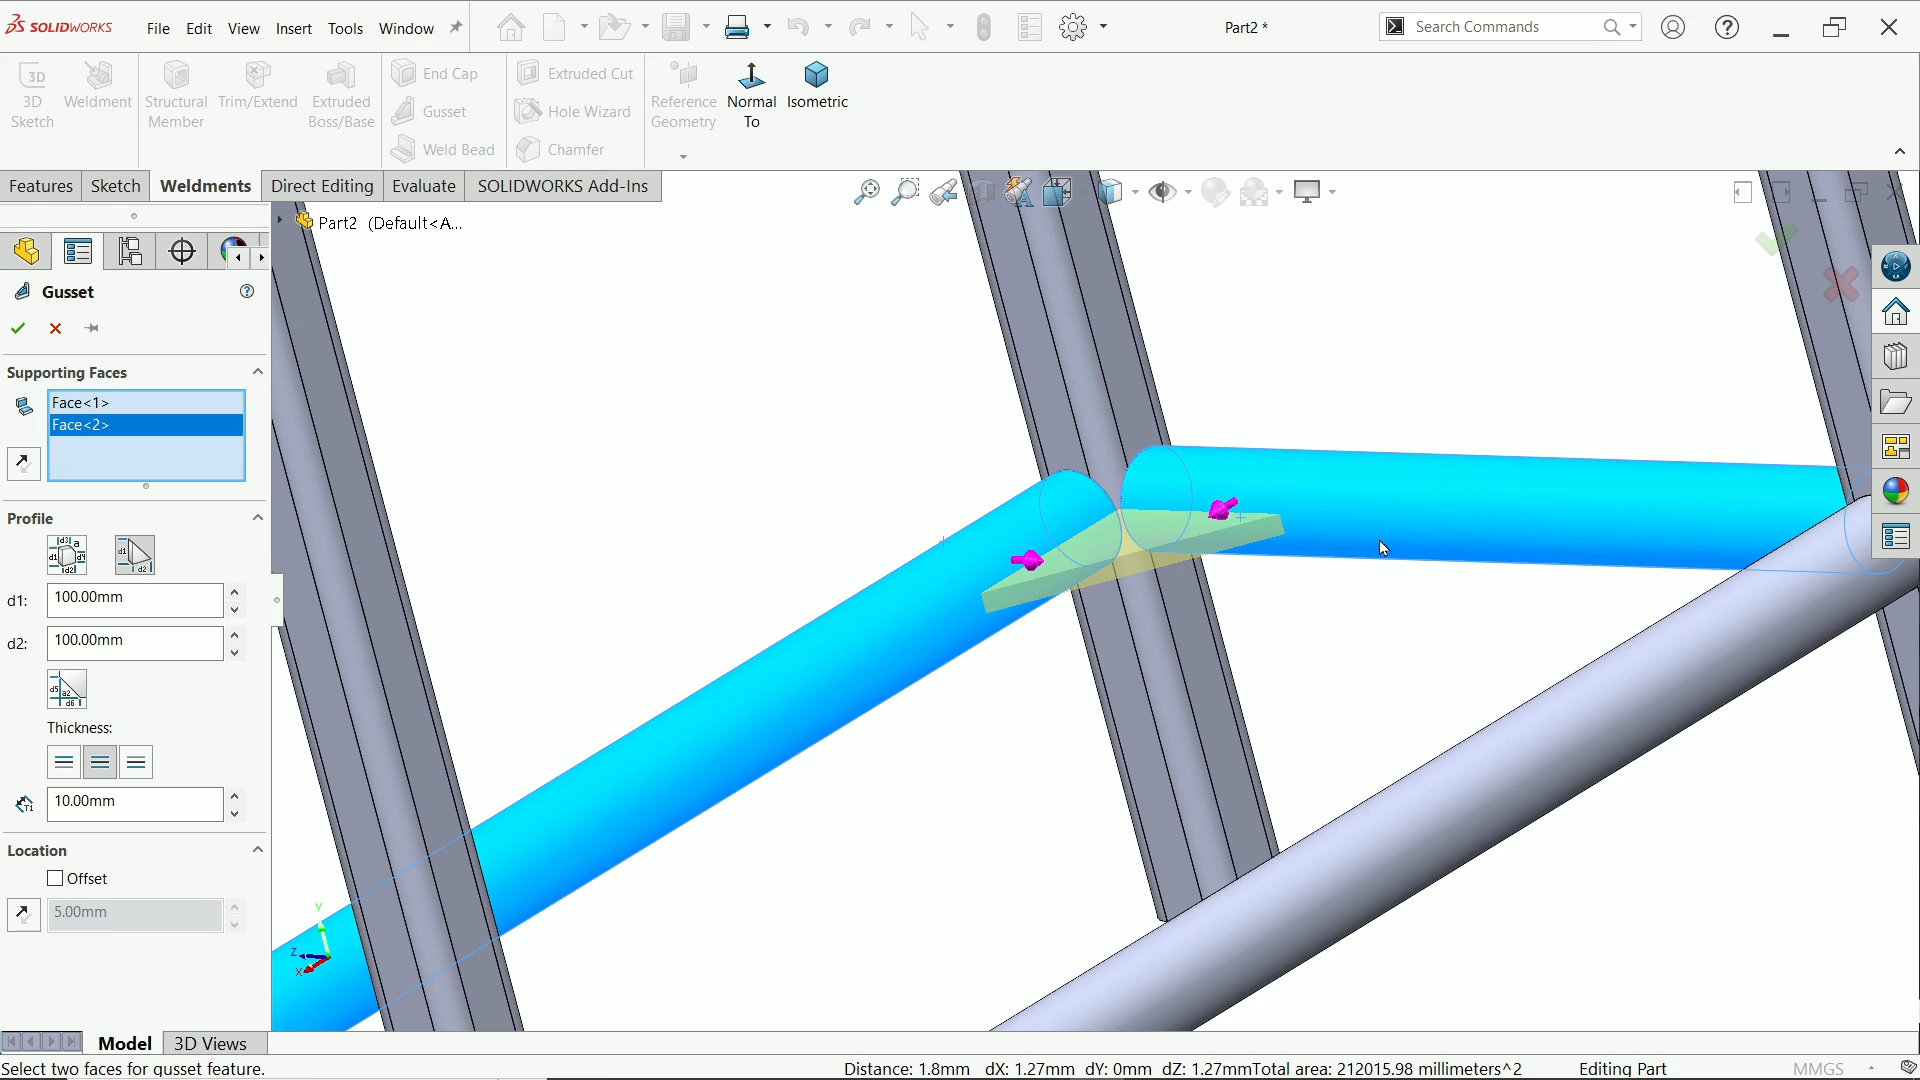 SOLIDWORKS File Edit View Insert Tools Window Part2 * Search Commands
3D Sketch
Weldment
Structural Member
Trim/Extend
Extruded Boss/Base
End Cap
Gusset
Weld Bead
Extruded Cut
Hole Wizard
Chamfer
Reference Geometry
Normal To
Isometric
Features Sketch Weldments Direct Editing Evaluate SOLIDWORKS Add-Ins
Part2 (Default<A...
Gusset
Supporting Faces
Face<1>
Face<2>
Profile
d1: 100.00mm
d2: 100.00mm
Thickness:
10.00mm
Location
Offset
5.00mm
Y
Z
X
Model 3D Views
Select two faces for gusset feature. Distance: 1.8mm dX: 1.27mm dY: 0mm dZ: 1.27mmTotal area: 212015.98 millimeters^2 Editing Part MMGS